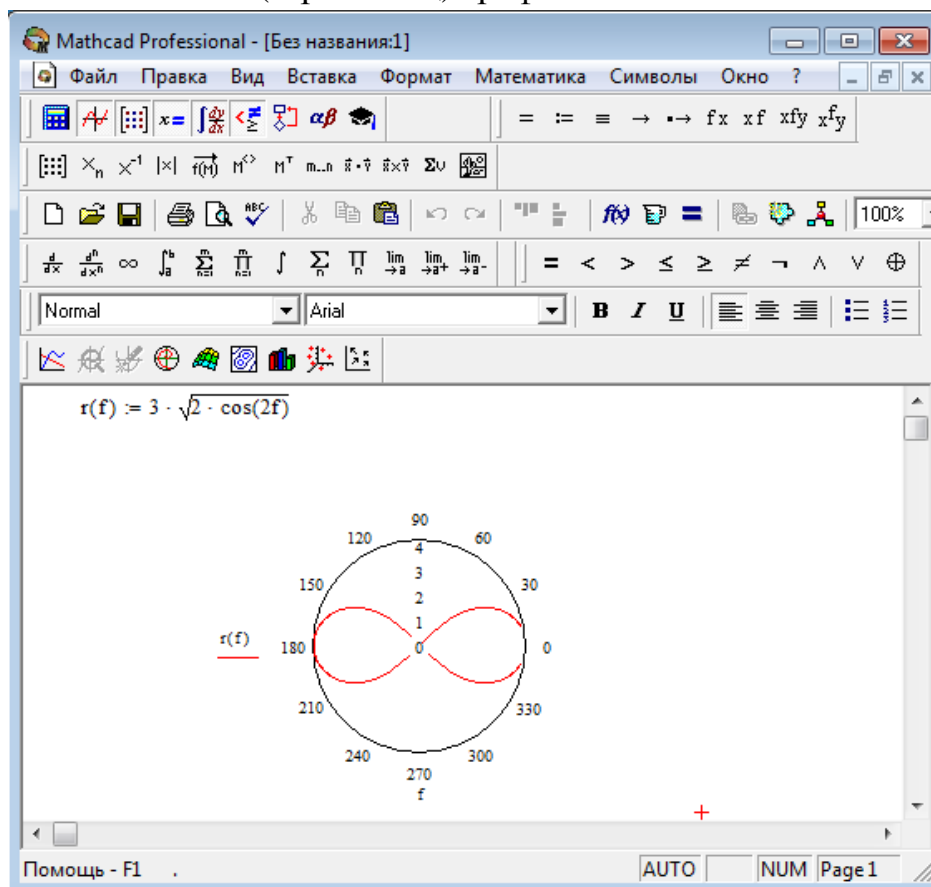 Mathcad Professional - [Без названия:1]
Файл Правка Вид Вставка Формат Математика Символы Окно ?
= := ≡ → fx xf xfy xfy
100%
Normal Arial B I U
r(f) := 3 · √2 · cos(2f)
90
120 60
4
3
150 30
2
1
r(f) 180 0 0
210 330
240 300
270
f
Помощь - F1 . AUTO NUM Page 1